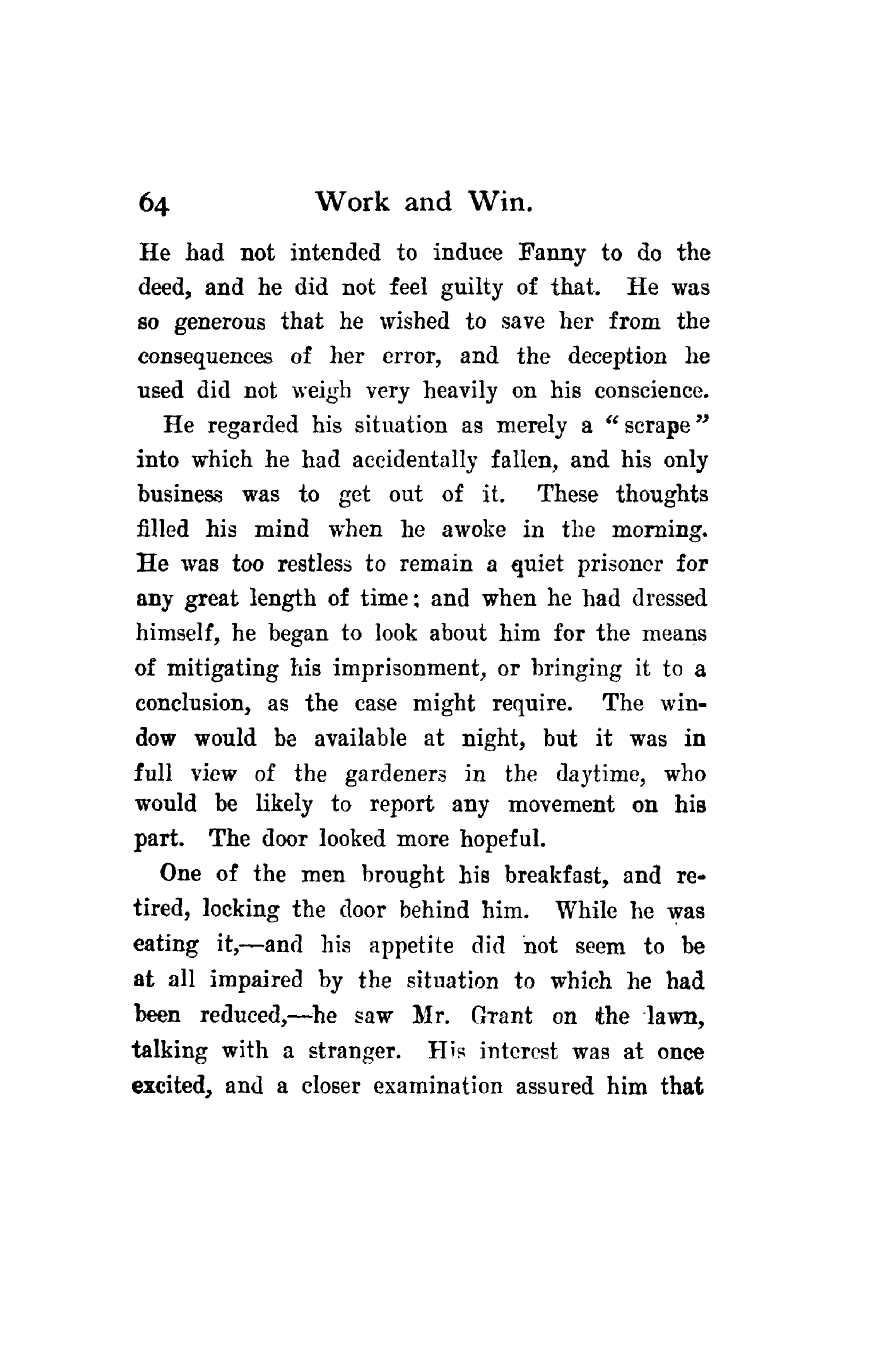 64 Work and Win.
He had not intended to induce Fanny to do the
deed, and he did not feel guilty of that. He was
so generous that he wished to save her from the
consequences of her error, and the deception he
used did not weigh very heavily on his conscience.
He regarded his situation as merely a “scrape”
into which he had accidentally fallen, and his only
business was to get out of it. These thoughts
filled his mind when he awoke in the morning.
He was too restless to remain a quiet prisoner for
any great length of time; and when he had dressed
himself, he began to look about him for the means
of mitigating his imprisonment, or bringing it to a
conclusion, as the case might require. The win-
dow would be available at night, but it was in
full view of the gardeners in the daytime, who
would be likely to report any movement on his
part. The door looked more hopeful.
One of the men brought his breakfast, and re-
tired, locking the door behind him. While he was
eating it,—and his appetite did not seem to be
at all impaired by the situation to which he had
been reduced,—he saw Mr. Grant on the lawn,
talking with a stranger. His interest was at once
excited, and a closer examination assured him that